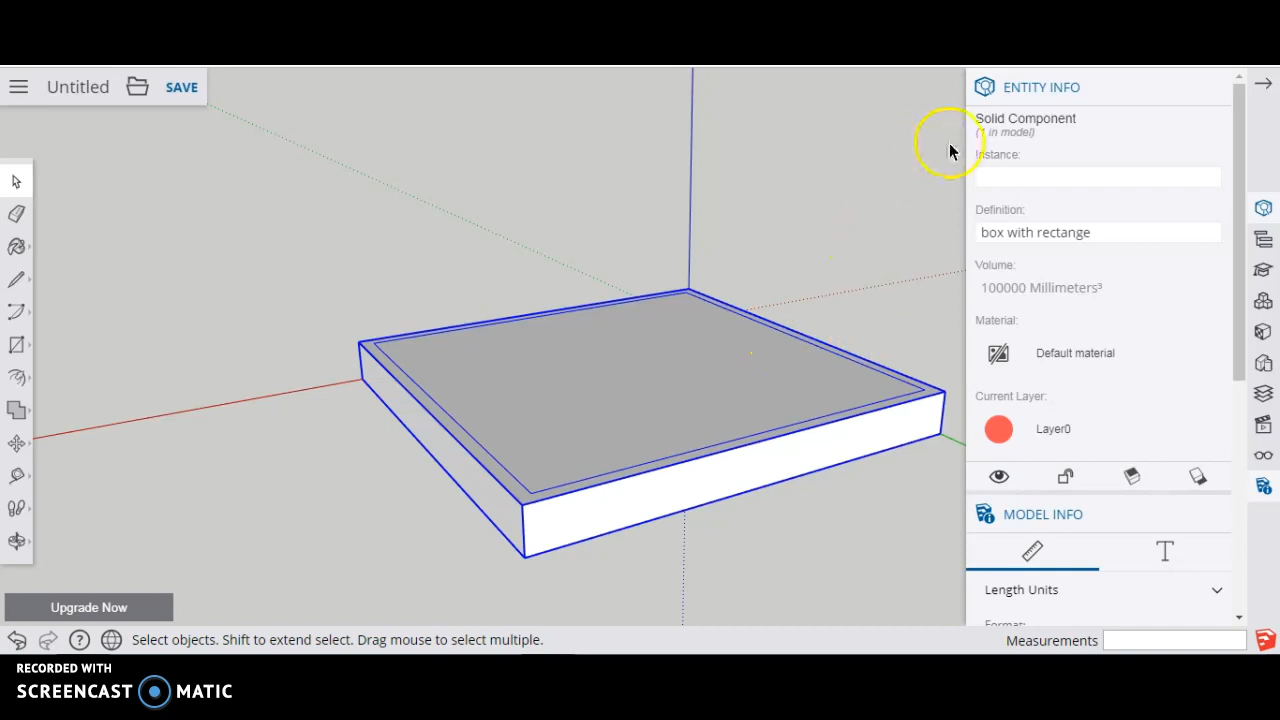 Untitled SAVE
ENTITY INFO
Solid Component
(1 in model)
Instance:
Definition:
box with rectange
Volume:
100000 Millimeters³
Material:
Default material
Current Layer:
Layer0
MODEL INFO
Length Units
Format:
Upgrade Now
Select objects. Shift to extend select. Drag mouse to select multiple.
Measurements
RECORDED WITH
SCREENCAST MATIC